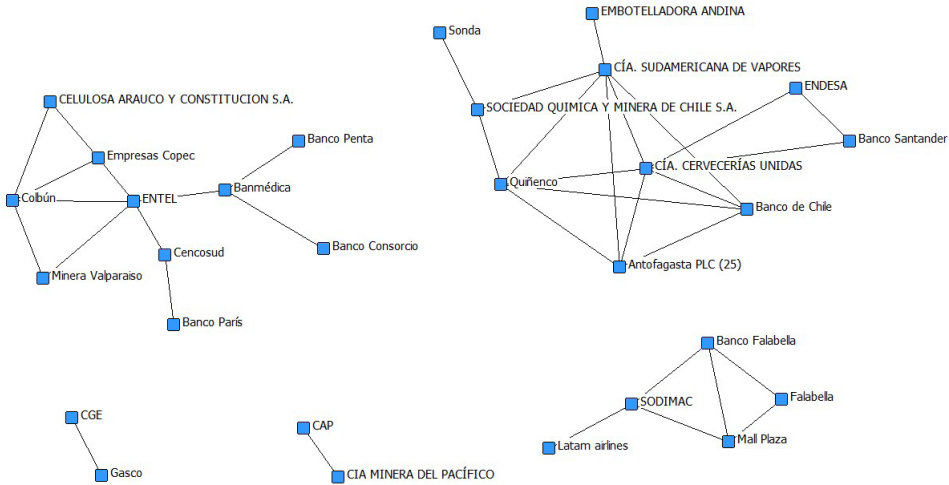 EMBOTELLADORA ANDINA
Sonda
CÍA. SUDAMERICANA DE VAPORES
ENDESA
CELULOSA ARAUCO Y CONSTITUCION S.A.
SOCIEDAD QUIMICA Y MINERA DE CHILE S.A.
Banco Penta
Banco Santander
Empresas Copec
CÍA. CERVECERÍAS UNIDAS
Quiñenco
Banmédica
Colbún
ENTEL
Banco de Chile
Banco Consorcio
Cencosud
Antofagasta PLC (25)
Minera Valparaiso
Banco París
Banco Falabella
Falabella
SODIMAC
CGE
CAP
Mall Plaza
Latam airlines
Gasco
CIA MINERA DEL PACÍFICO